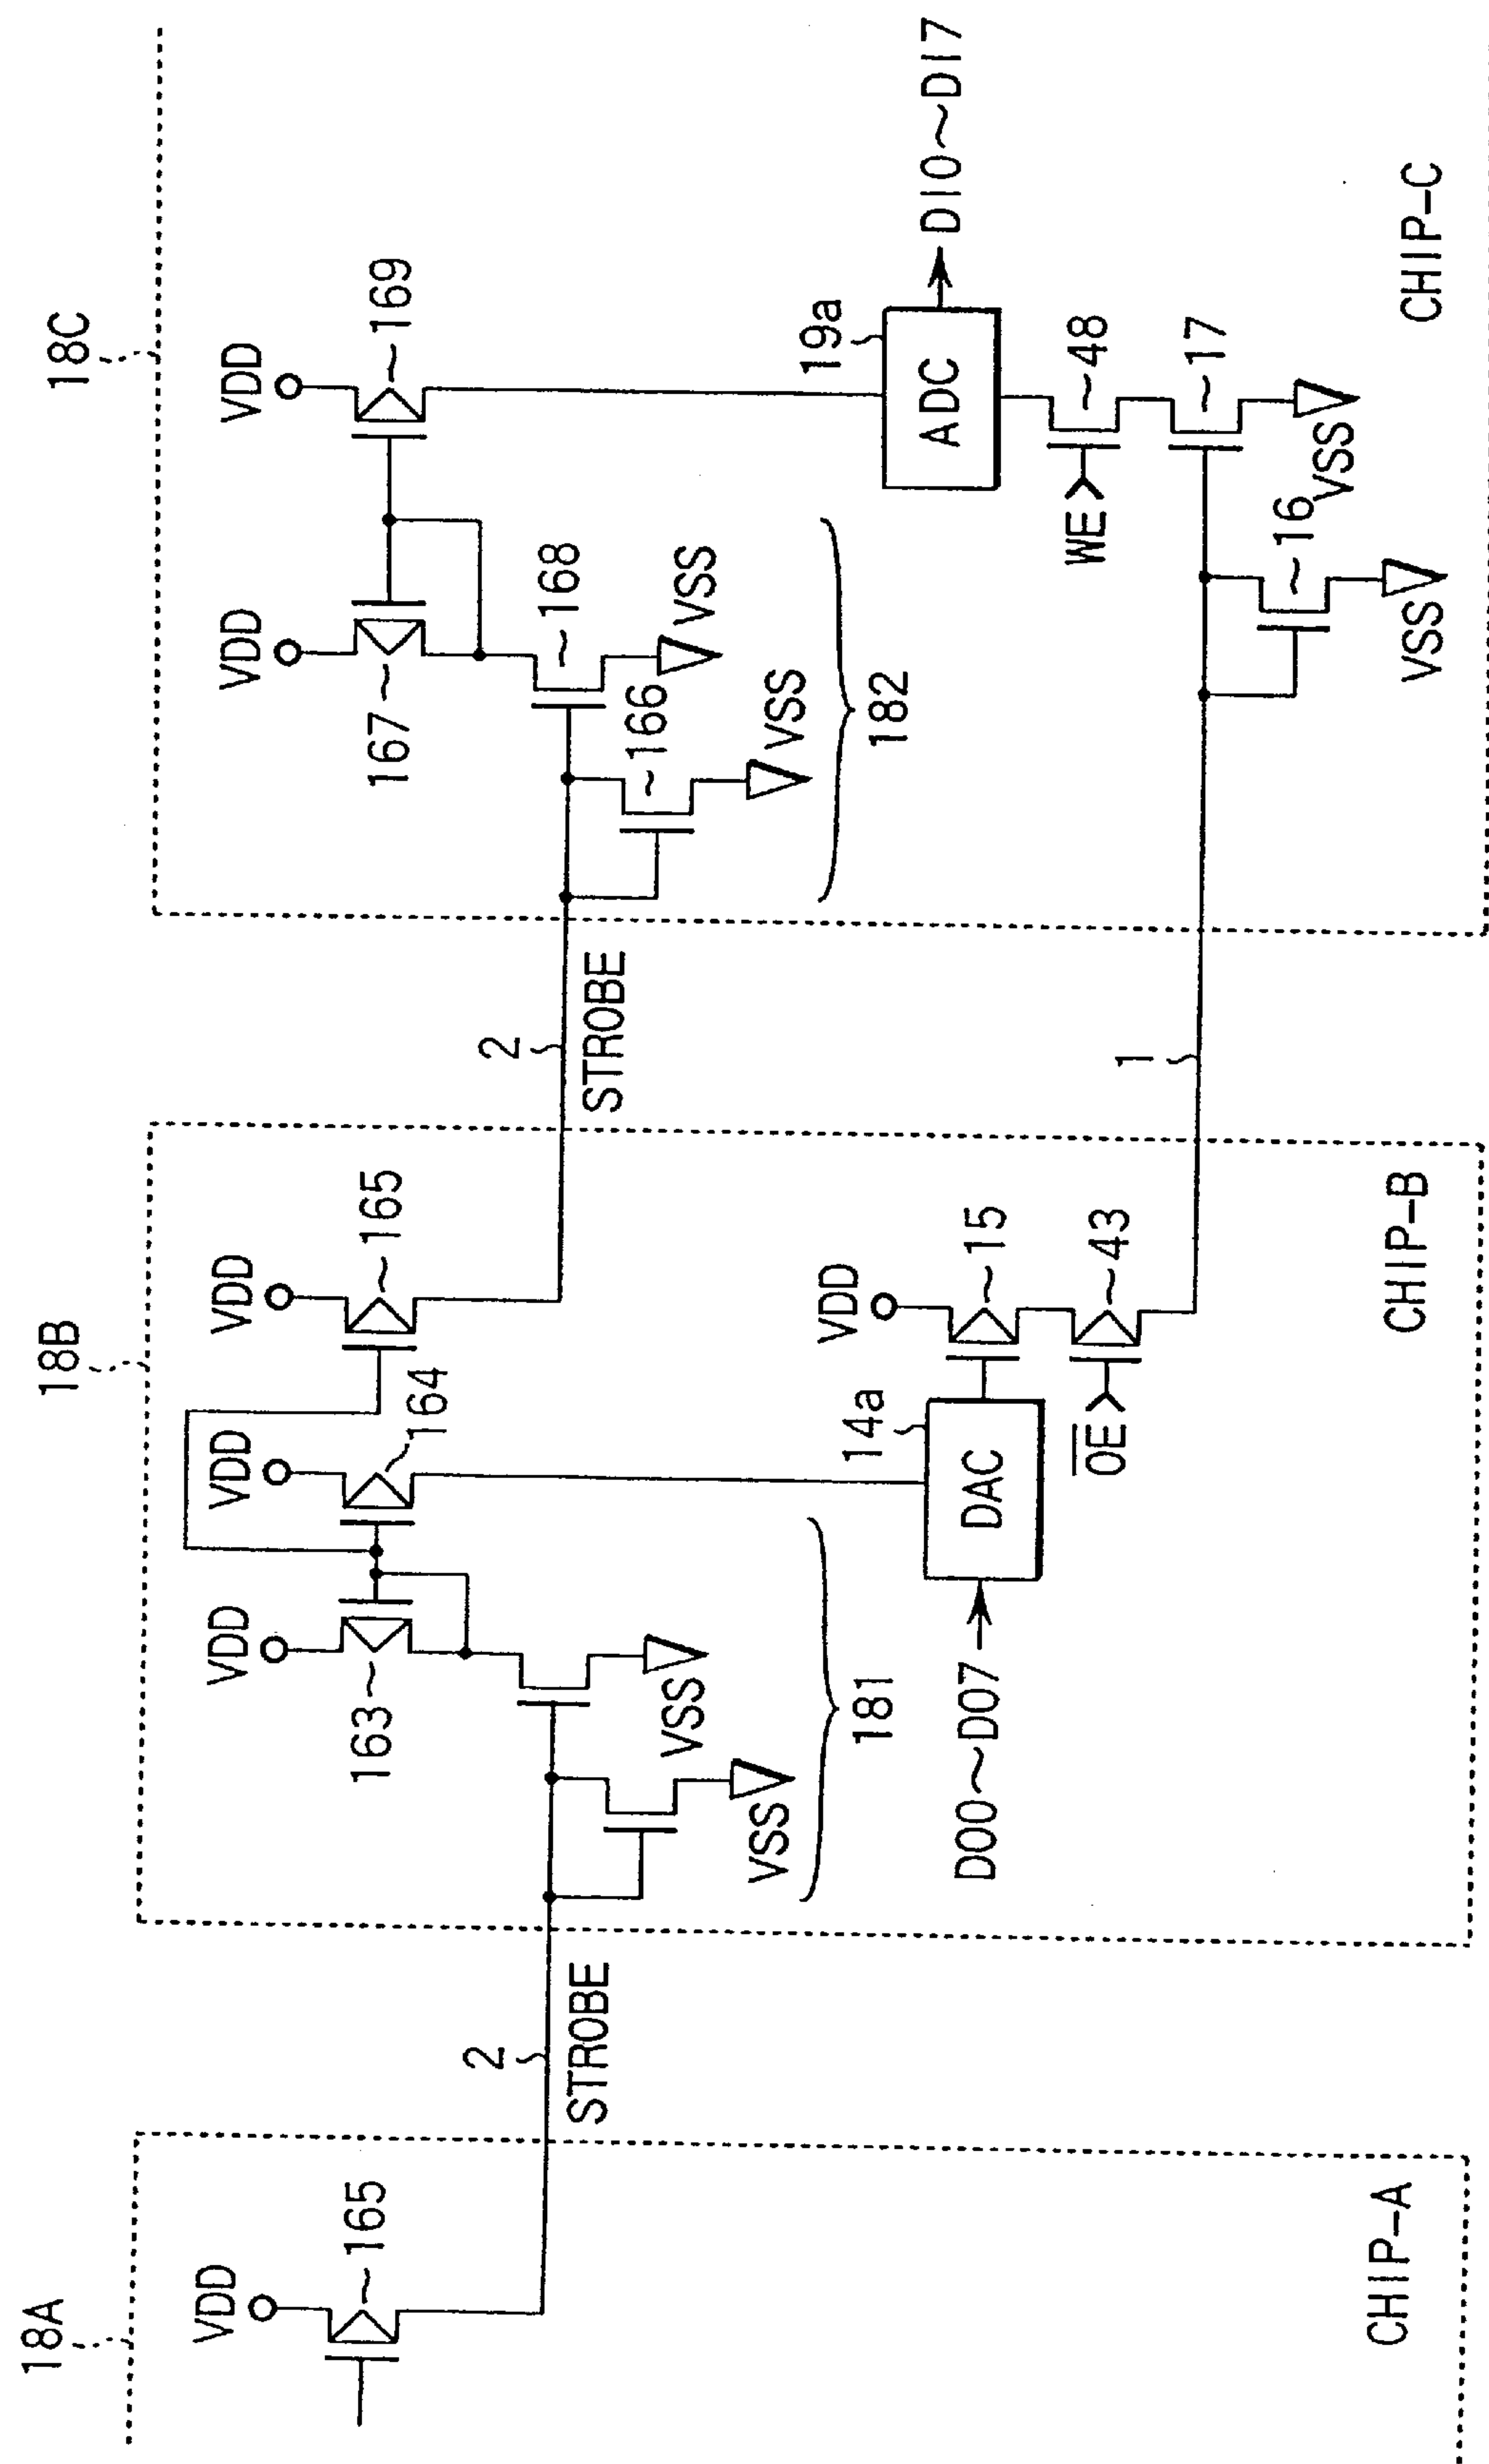 18A
VDD
165
CHIP-A
2
STROBE
18B
VDD
163
VDD
164
VDD
165
VSS
VSS
181
D00~D07
DAC
14a
VDD
15
43
OE
CHIP-B
2
STROBE
1
18C
VDD
167
VDD
169
168
VSS
166
VSS
182
ADC
19a
DI0~DI7
WE
48
17
VSS
16
VSS
CHIP-C